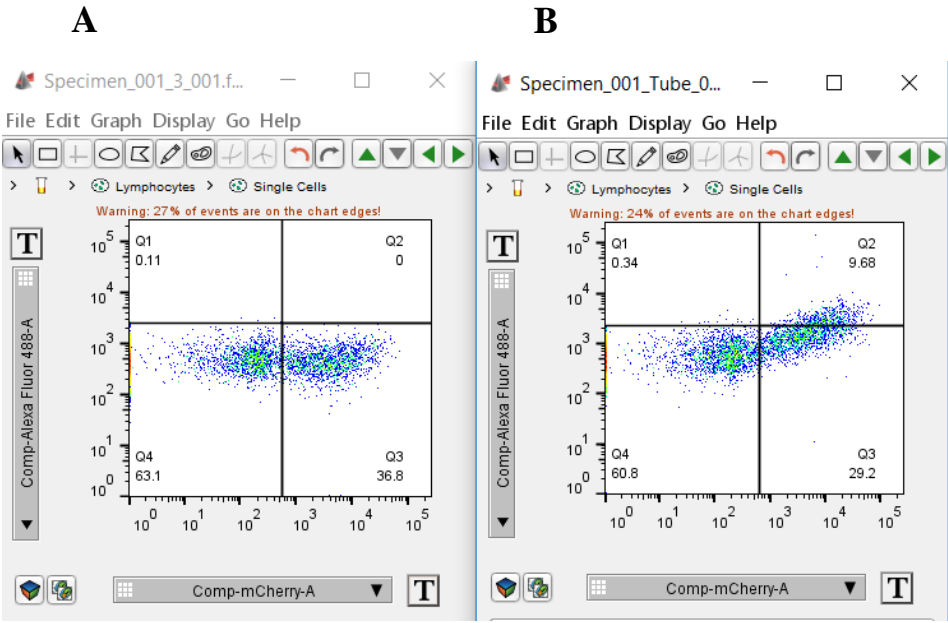 A
Specimen_001_3_001.f...
File Edit Graph Display Go Help
> > Lymphocytes > Single Cells
Warning: 27% of events are on the chart edges!
T
Comp-Alexa Fluor 488-A
10^5
10^4
10^3
10^2
10^1
10^0
Q1
0.11
Q2
0
Q4
63.1
Q3
36.8
10^0 10^1 10^2 10^3 10^4 10^5
Comp-mCherry-A
T
B
Specimen_001_Tube_0...
File Edit Graph Display Go Help
> > Lymphocytes > Single Cells
Warning: 24% of events are on the chart edges!
T
Comp-Alexa Fluor 488-A
10^5
10^4
10^3
10^2
10^1
10^0
Q1
0.34
Q2
9.68
Q4
60.8
Q3
29.2
10^0 10^1 10^2 10^3 10^4 10^5
Comp-mCherry-A
T